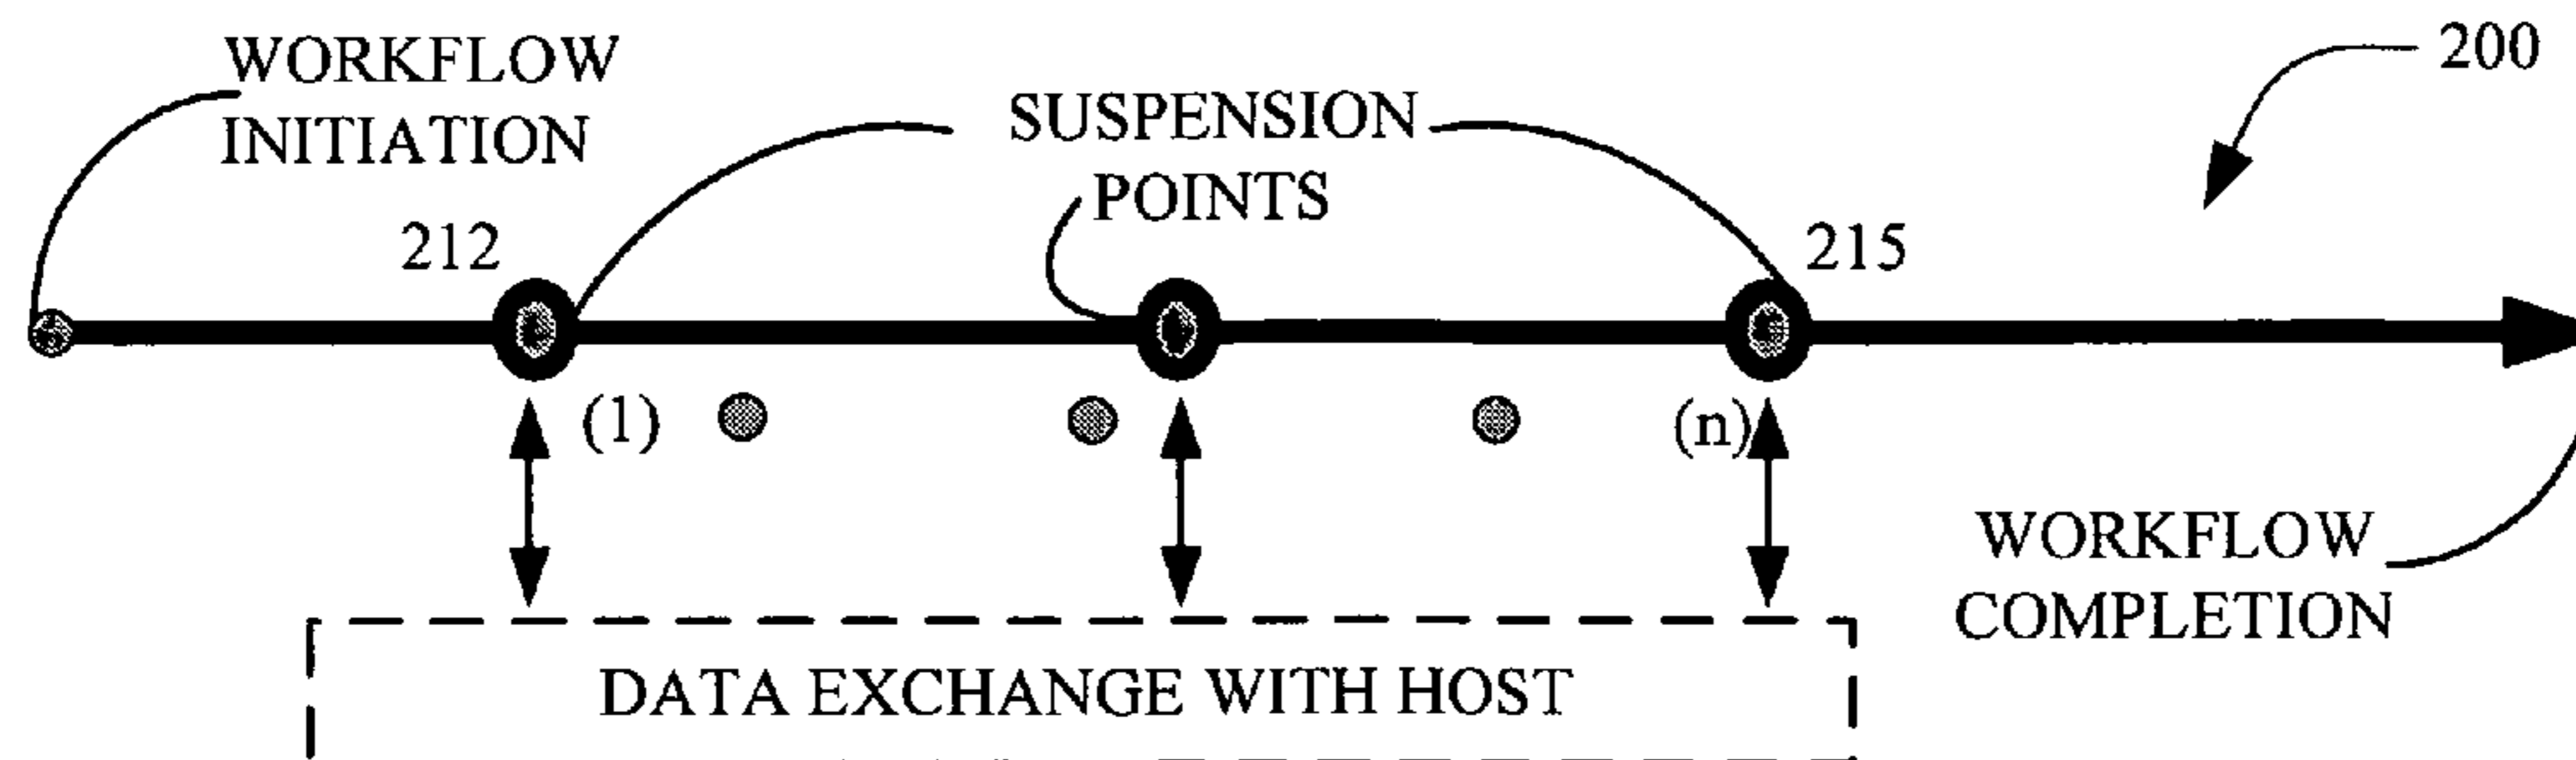 WORKFLOW
INITIATION
SUSPENSION
POINTS
200
212
215
(1)
(n)
WORKFLOW
COMPLETION
DATA EXCHANGE WITH HOST